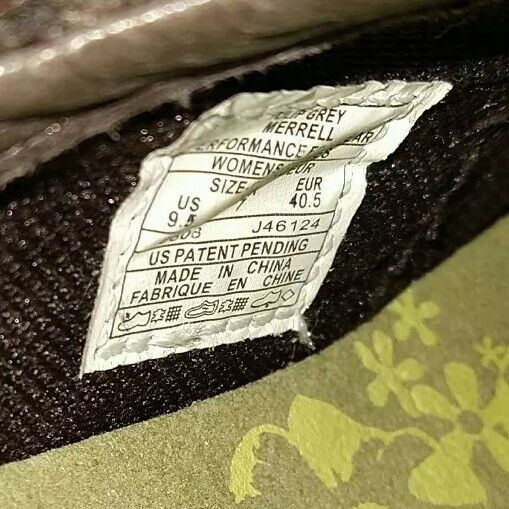 GREY
MERRELL
PERFORMANCE
WOMENS
SIZE EUR
US 7 40.5
9.5
J46124
US PATENT PENDING
MADE IN CHINA
FABRIQUE EN CHINE